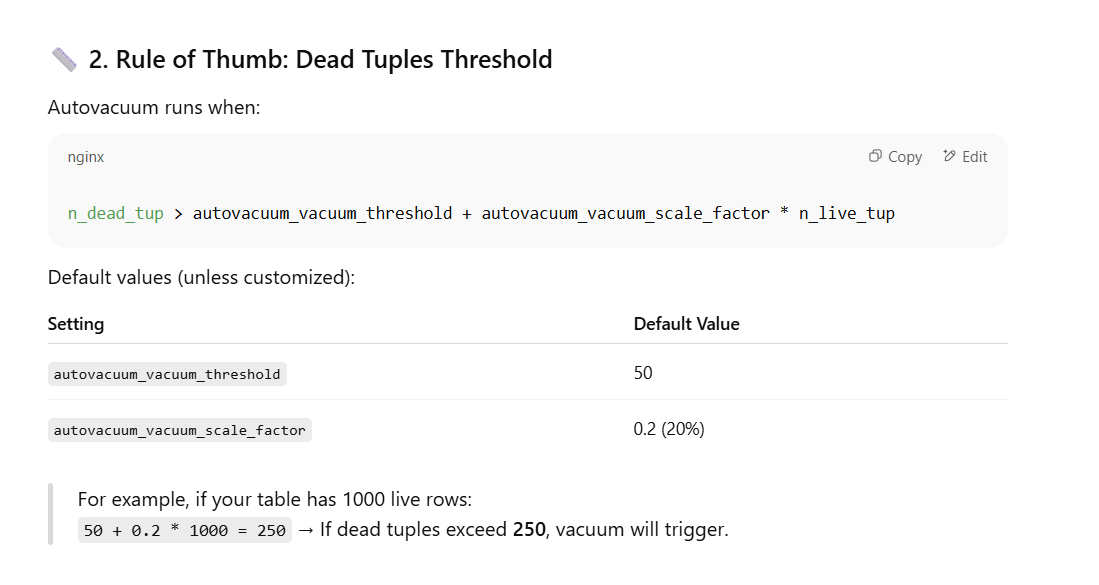 📏 2. Rule of Thumb: Dead Tuples Threshold
Autovacuum runs when:
nginx
Copy
Edit
n_dead_tup > autovacuum_vacuum_threshold + autovacuum_vacuum_scale_factor * n_live_tup
Default values (unless customized):
Setting Default Value
autovacuum_vacuum_threshold 50
autovacuum_vacuum_scale_factor 0.2 (20%)
For example, if your table has 1000 live rows:
50 + 0.2 * 1000 = 250 → If dead tuples exceed 250, vacuum will trigger.